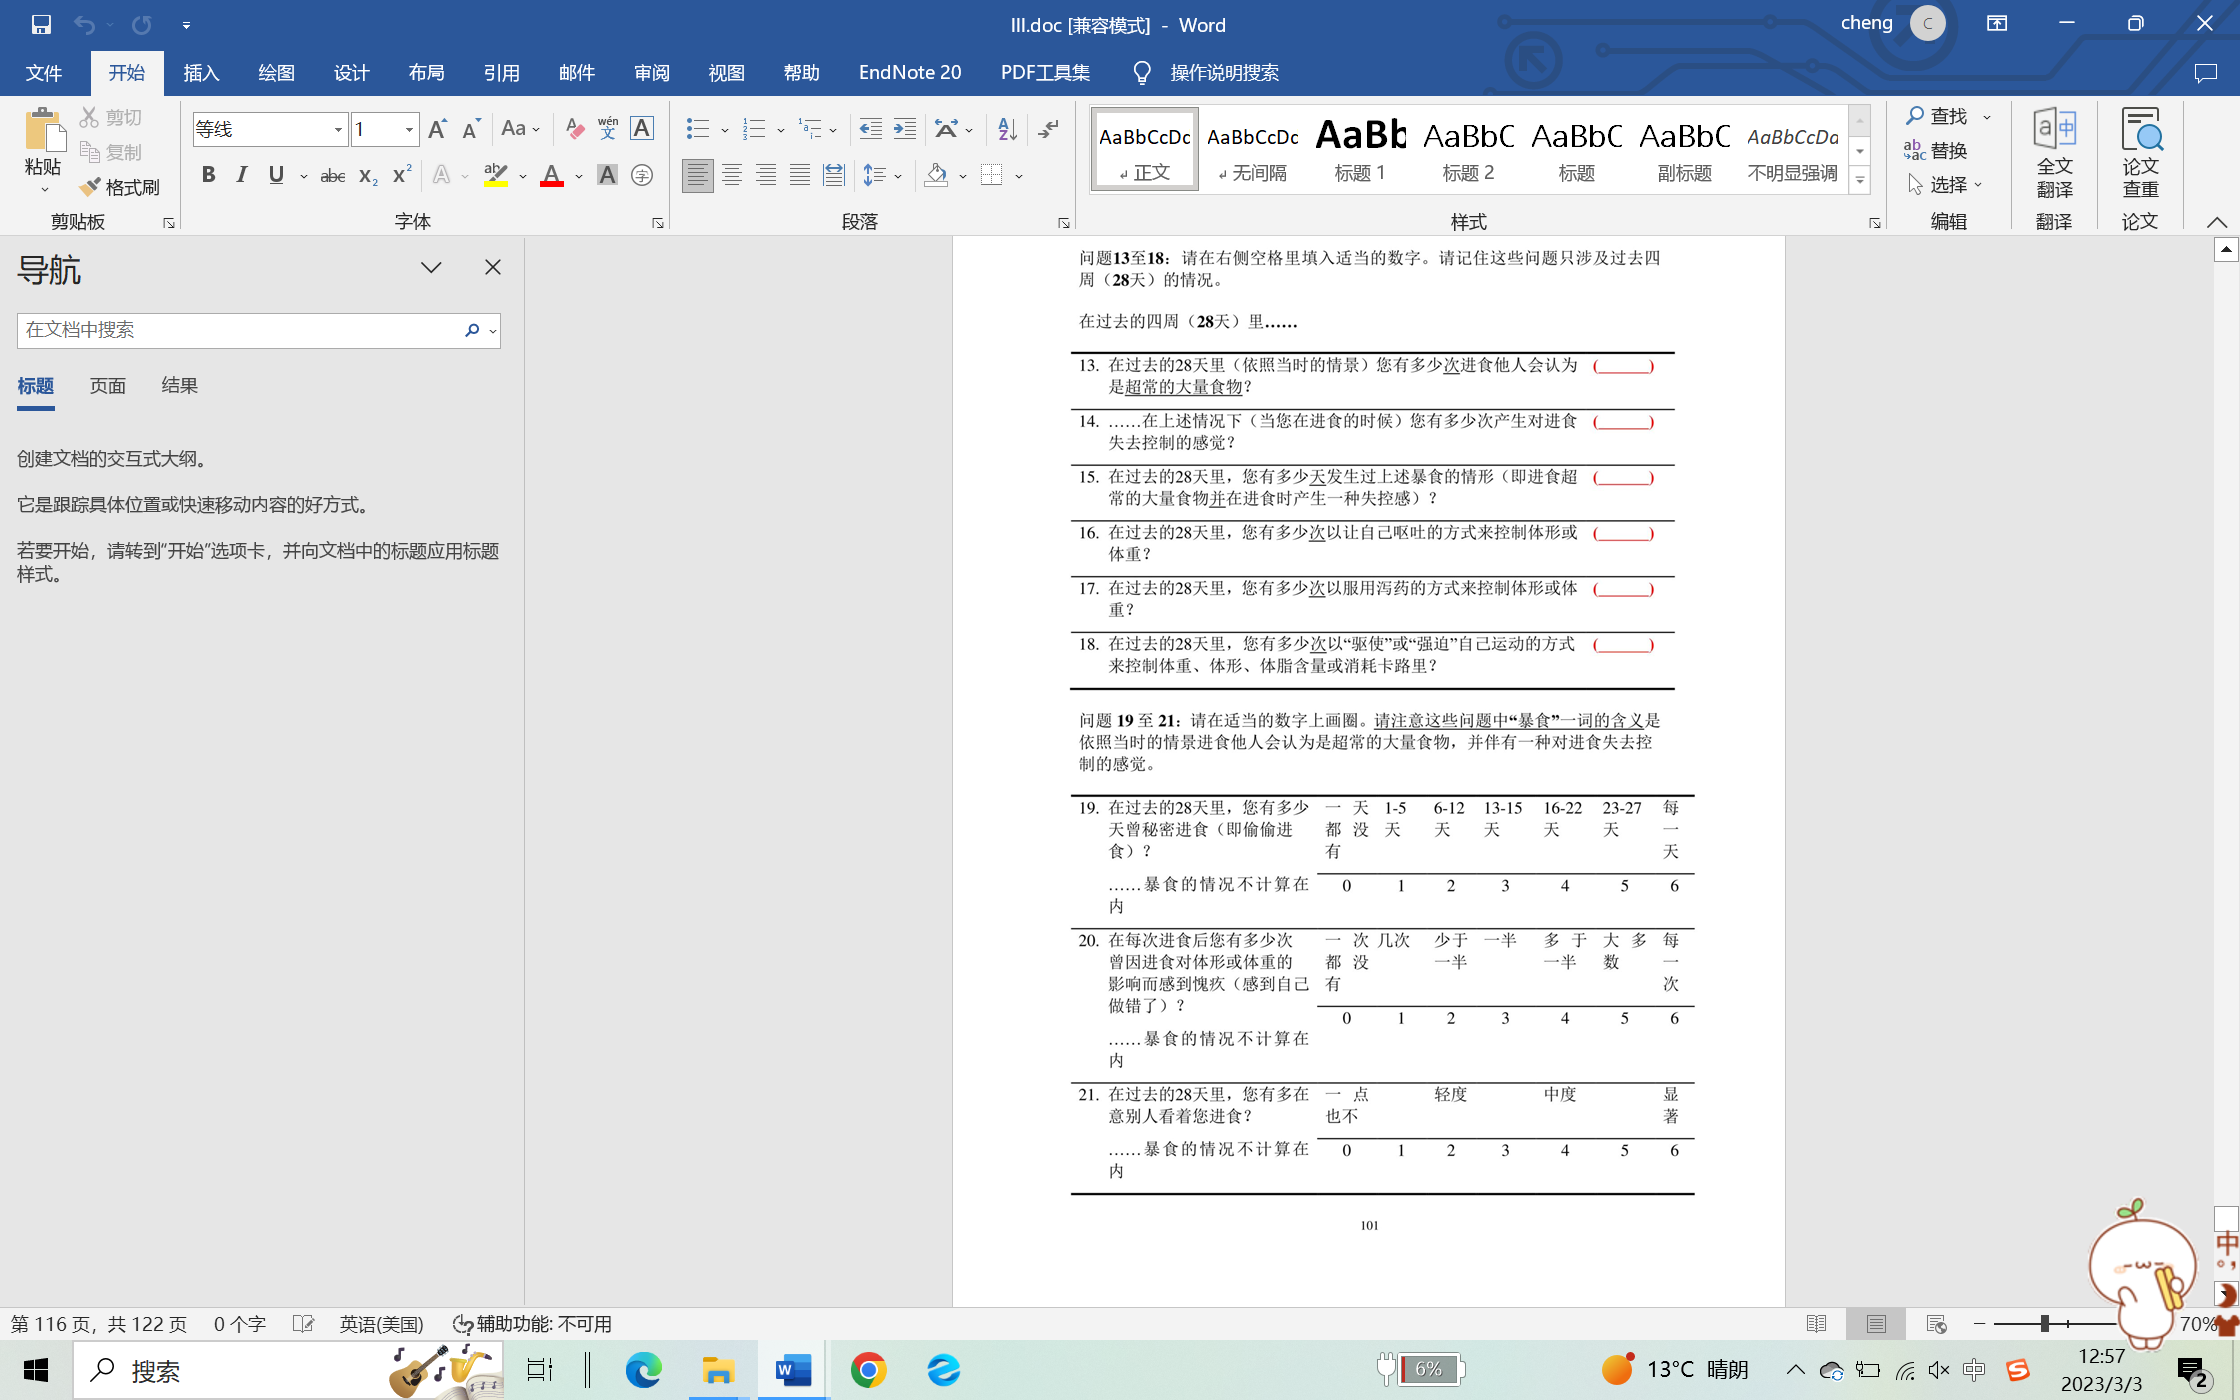 III.doc [兼容模式] - Word
cheng
C
文件 开始 插入 绘图 设计 布局 引用 邮件 审阅 视图 帮助 EndNote 20 PDF工具集 操作说明搜索
粘贴
剪切
复制
格式刷
剪贴板
等线
1
字体
段落
AaBbCcDc AaBbCcDc AaBb AaBbC AaBbC AaBbC AaBbCcDa
正文 无间隔 标题 1 标题 2 标题 副标题 不明显强调
样式
查找
替换
选择
编辑
全文
翻译
翻译
论文
查重
论文
导航
在文档中搜索
标题 页面 结果
创建文档的交互式大纲。
它是跟踪具体位置或快速移动内容的好方式。
若要开始，请转到“开始”选项卡，并向文档中的标题应用标题
样式。
问题13至18：请在右侧空格里填入适当的数字。请记住这些问题只涉及过去四
周（28天）的情况。
在过去的四周（28天）里……
13. 在过去的28天里（依照当时的情景）您有多少次进食他人会认为 (______)
是超常的大量食物？
14. ……在上述情况下（当您在进食的时候）您有多少次产生对进食 (______)
失去控制的感觉？
15. 在过去的28天里，您有多少天发生过上述暴食的情形（即进食超 (______)
常的大量食物并在进食时产生一种失控感）？
16. 在过去的28天里，您有多少次以让自己呕吐的方式来控制体形或 (______)
体重？
17. 在过去的28天里，您有多少次以服用泻药的方式来控制体形或体 (______)
重？
18. 在过去的28天里，您有多少次以“驱使”或“强迫”自己运动的方式 (______)
来控制体重、体形、体脂含量或消耗卡路里？
问题 19 至 21：请在适当的数字上画圈。请注意这些问题中“暴食”一词的含义是
依照当时的情景进食他人会认为是超常的大量食物，并伴有一种对进食失去控
制的感觉。
19. 在过去的28天里，您有多少 一 天 1-5 6-12 13-15 16-22 23-27 每
天曾秘密进食（即偷偷进 都 没 天 天 天 天 天 一
食）？ 有 天
……暴食的情况不计算在 0 1 2 3 4 5 6
内
20. 在每次进食后您有多少次 一 次 几次 少于 一半 多 于 大 多 每
曾因进食对体形或体重的 都 没 一半 一半 数 一
影响而感到愧疚（感到自己 有 次
做错了）？ 0 1 2 3 4 5 6
……暴食的情况不计算在
内
21. 在过去的28天里，您有多在 一 点 轻度 中度 显
意别人看着您进食？ 也不 著
……暴食的情况不计算在 0 1 2 3 4 5 6
内
101
中
第 116 页，共 122 页 0 个字 英语(美国) 辅助功能: 不可用 70%
搜索
6%
13°C 晴朗
中
12:57
2023/3/3
2